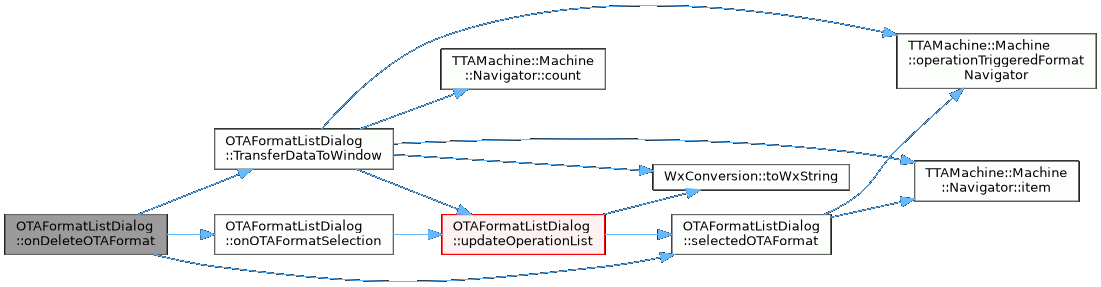 TTAMachine::Machine
::operationTriggeredFormat
Navigator
TTAMachine::Machine
::Navigator::count
OTAFormatListDialog
::TransferDataToWindow
WxConversion::toWxString
TTAMachine::Machine
::Navigator::item
OTAFormatListDialog
::onDeleteOTAFormat
OTAFormatListDialog
::onOTAFormatSelection
OTAFormatListDialog
::updateOperationList
OTAFormatListDialog
::selectedOTAFormat